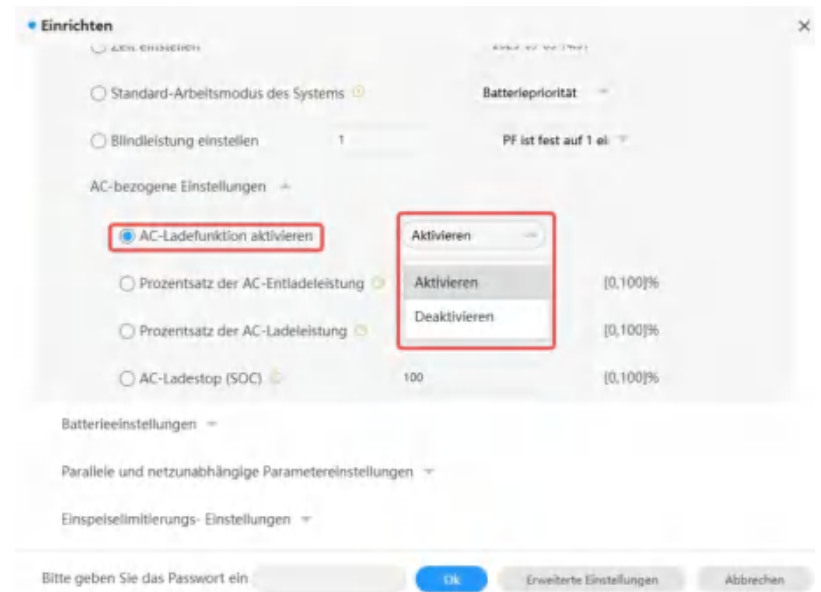 Einrichten
Zeit einstellen
Standard-Arbeitsmodus des Systems Batteriepriorität
Blindleistung einstellen 1 PF ist fest auf 1 ei
AC-bezogene Einstellungen
AC-Ladefunktion aktivieren Aktivieren
Prozentsatz der AC-Entladeleistung Aktivieren [0,100]%
Deaktivieren
Prozentsatz der AC-Ladeleistung [0,100]%
AC-Ladestop (SOC) 100 [0,100]%
Batterieeinstellungen
Parallele und netzunabhängige Parametereinstellungen
Einspeiselimitierungs- Einstellungen
Bitte geben Sie das Passwort ein Ok Erweiterte Einstellungen Abbrechen